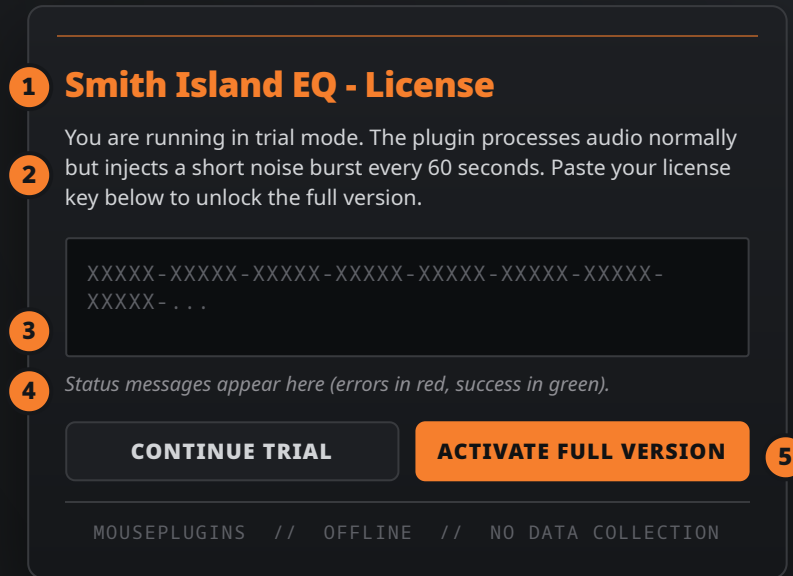 1 Smith Island EQ - License
You are running in trial mode. The plugin processes audio normally
2 but injects a short noise burst every 60 seconds. Paste your license
key below to unlock the full version.
XXXXX-XXXXX-XXXXX-XXXXX-XXXXX-XXXXX-XXXXX-
XXXXX-...
3
4 Status messages appear here (errors in red, success in green).
CONTINUE TRIAL ACTIVATE FULL VERSION 5
MOUSEPLUGINS // OFFLINE // NO DATA COLLECTION